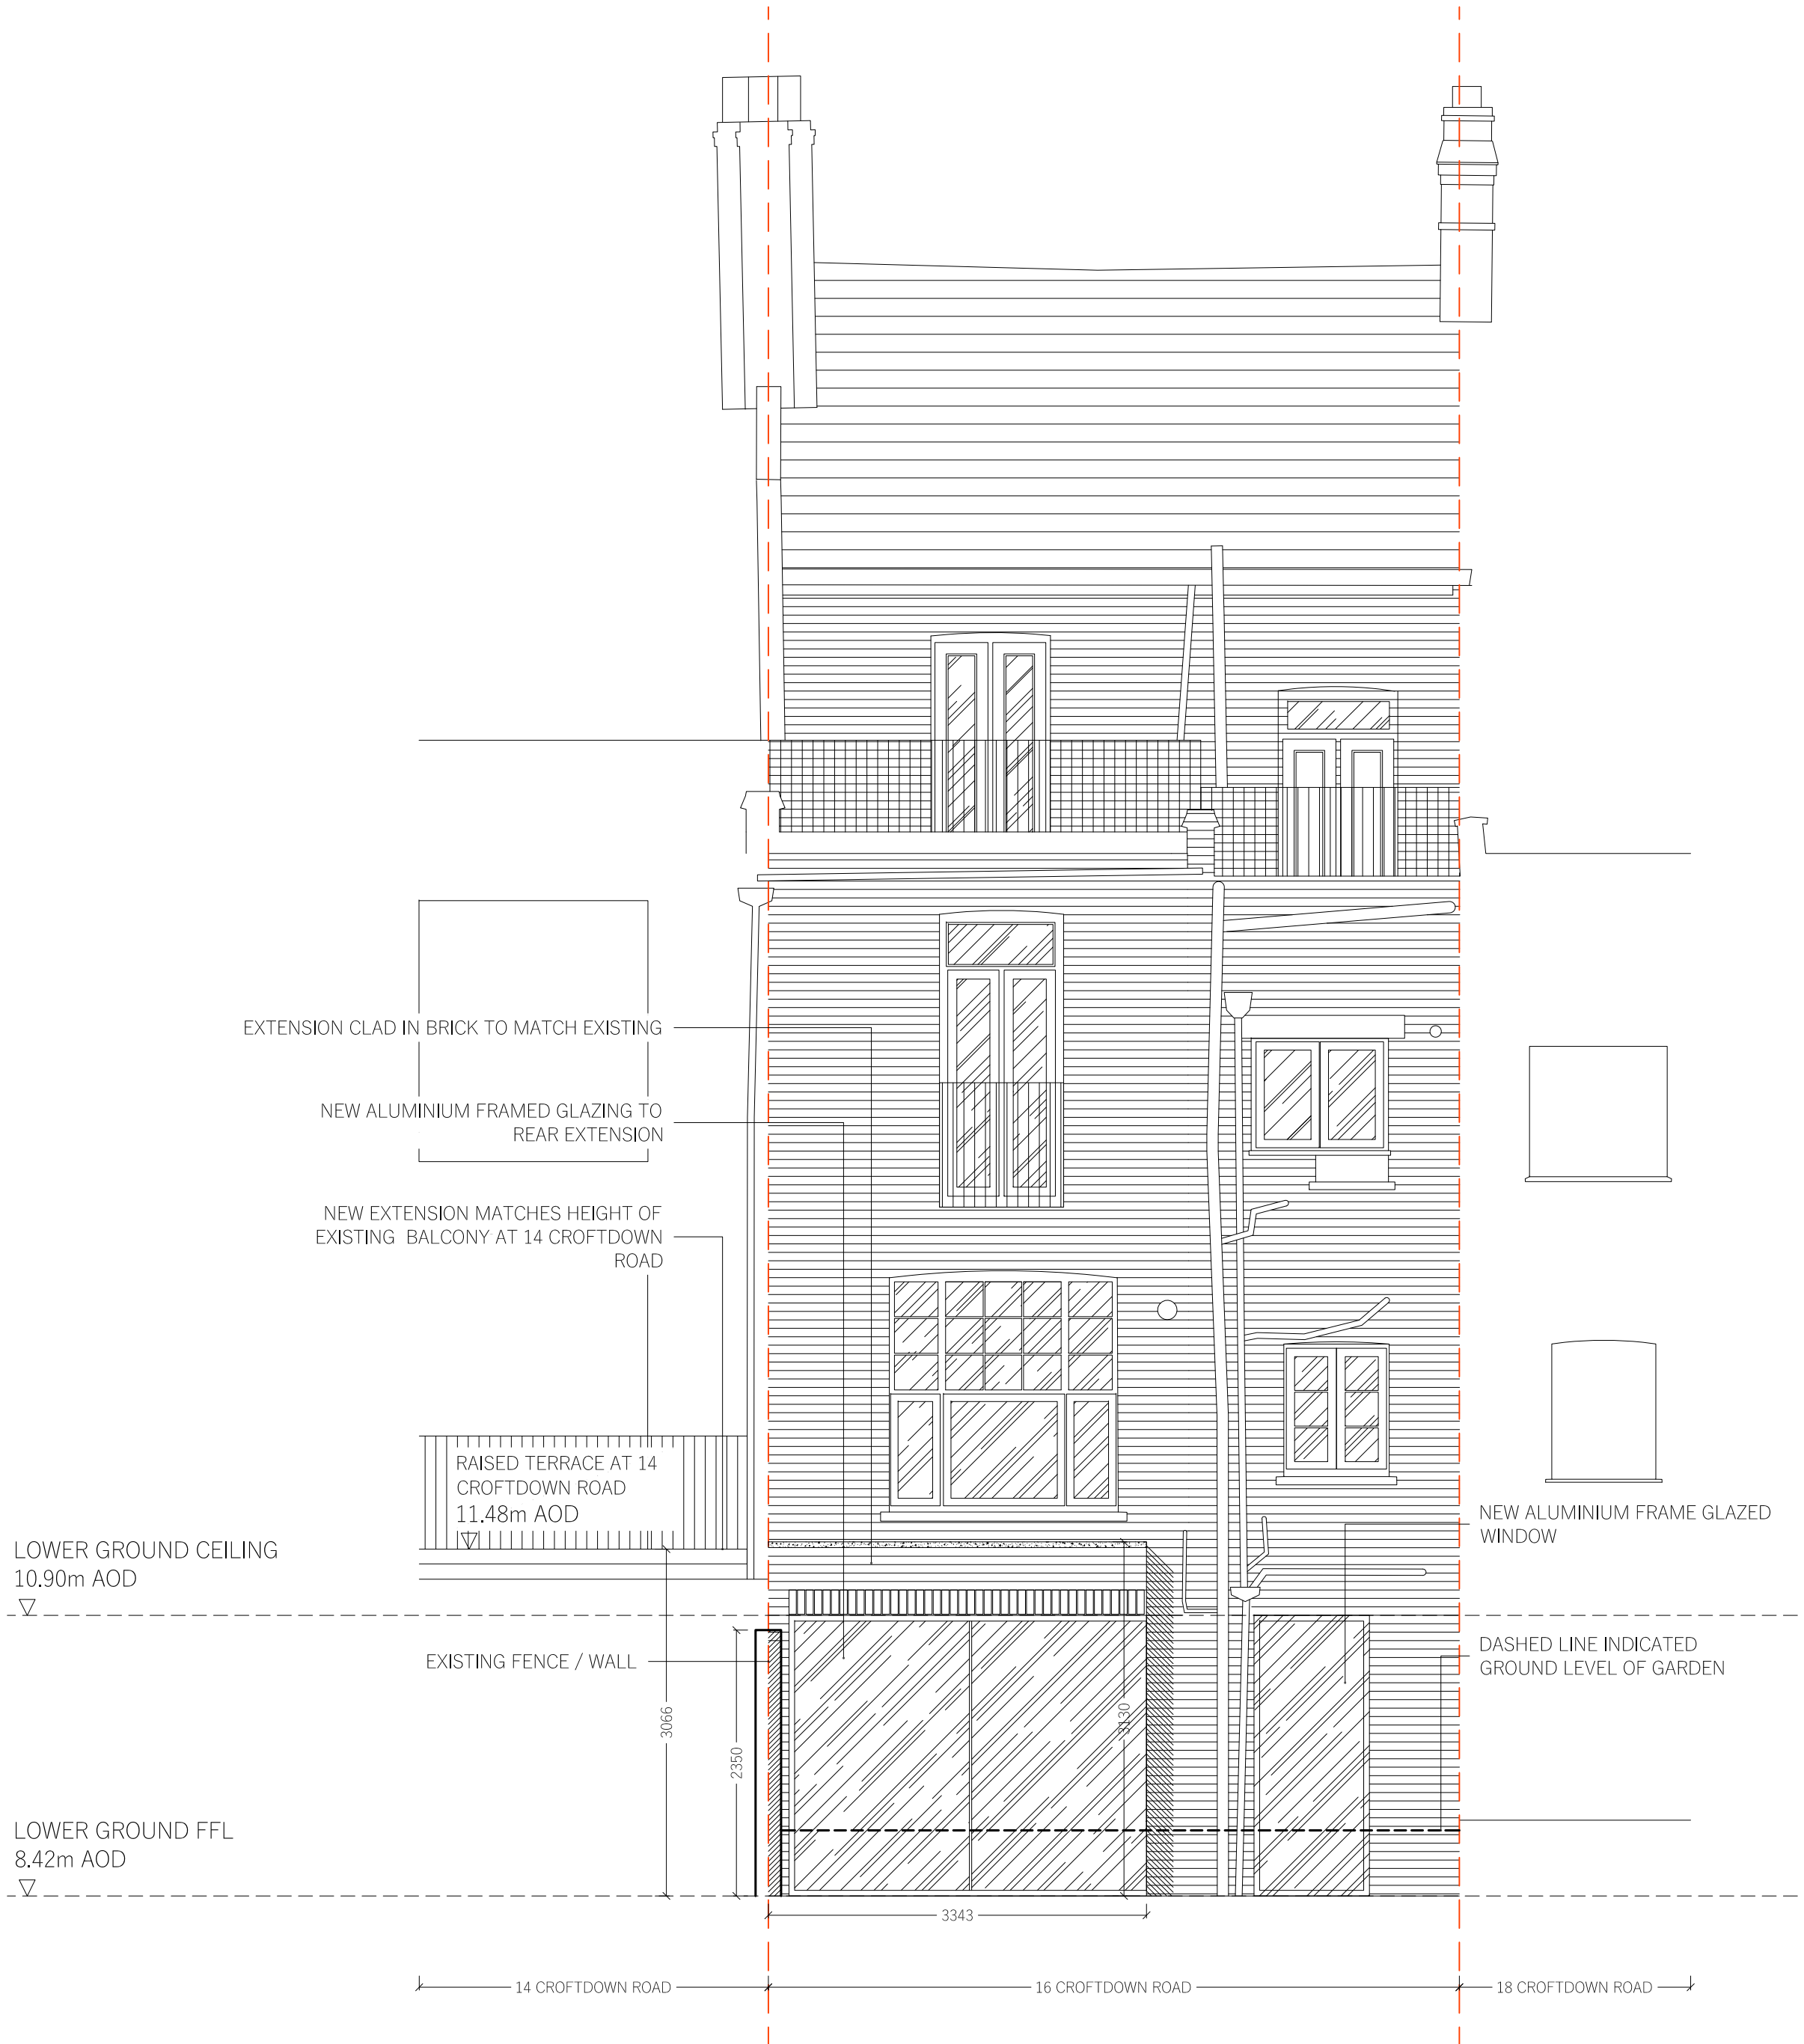 EXTENSION CLAD IN BRICK TO MATCH EXISTING
NEW ALUMINIUM FRAMED GLAZING TO
REAR EXTENSION
NEW EXTENSION MATCHES HEIGHT OF
EXISTING BALCONY AT 14 CROFTDOWN
ROAD
RAISED TERRACE AT 14
CROFTDOWN ROAD
11.48m AOD
NEW ALUMINIUM FRAME GLAZED
WINDOW
LOWER GROUND CEILING
10.90m AOD
EXISTING FENCE / WALL
DASHED LINE INDICATED
GROUND LEVEL OF GARDEN
3066
2350
3130
LOWER GROUND FFL
8.42m AOD
3343
14 CROFTDOWN ROAD
16 CROFTDOWN ROAD
18 CROFTDOWN ROAD